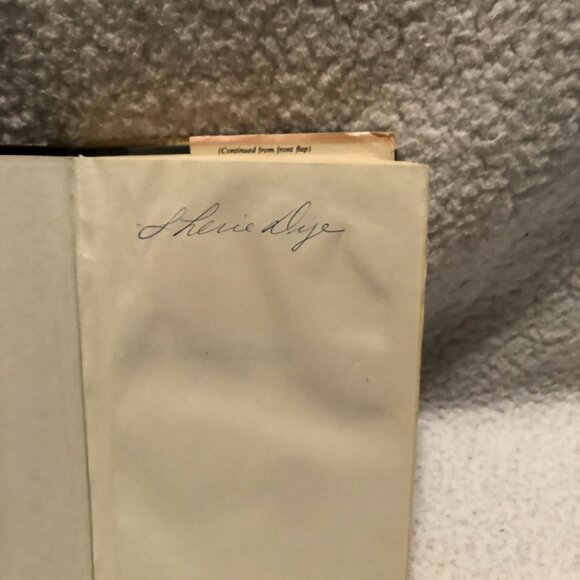 (Continued from front flap)
Sherie Dye